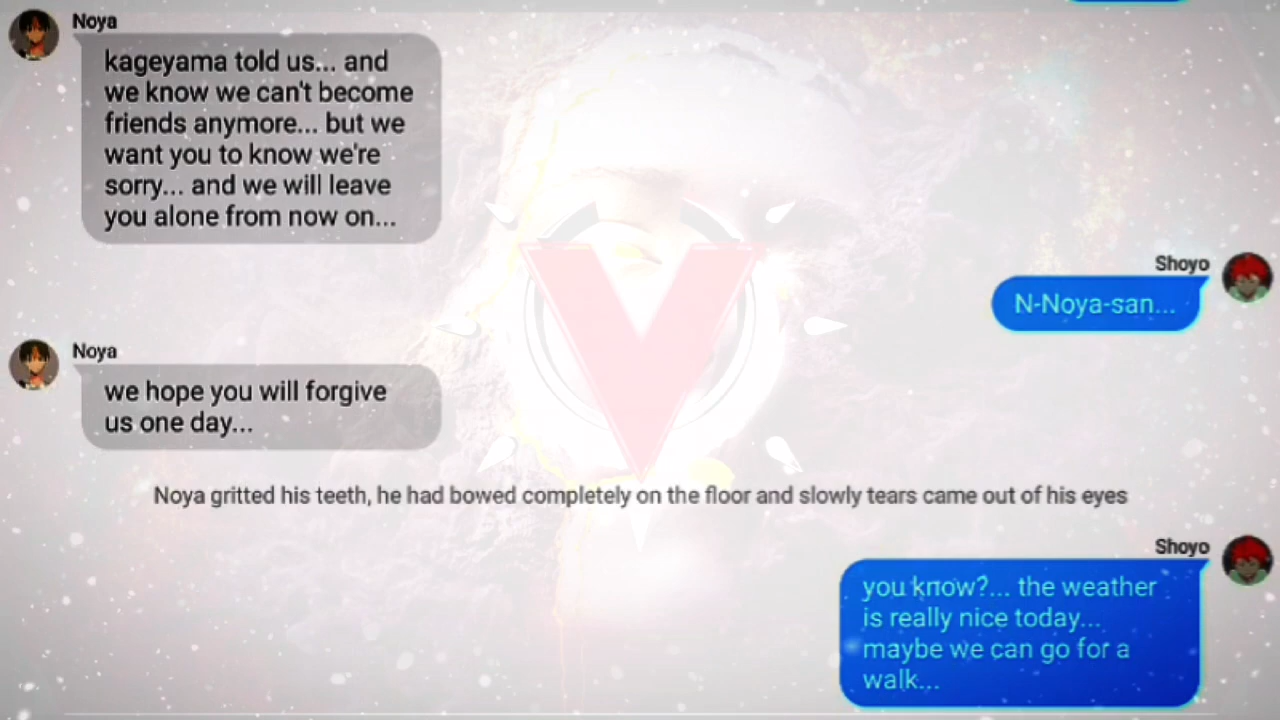 Noya
kageyama told us... and
we know we can't become
friends anymore... but we
want you to know we're
sorry... and we will leave
you alone from now on...
Shoyo
N-Noya-san...
Noya
we hope you will forgive
us one day...
Noya gritted his teeth, he had bowed completely on the floor and slowly tears came out of his eyes
Shoyo
you know?... the weather
is really nice today...
maybe we can go for a
walk...
V